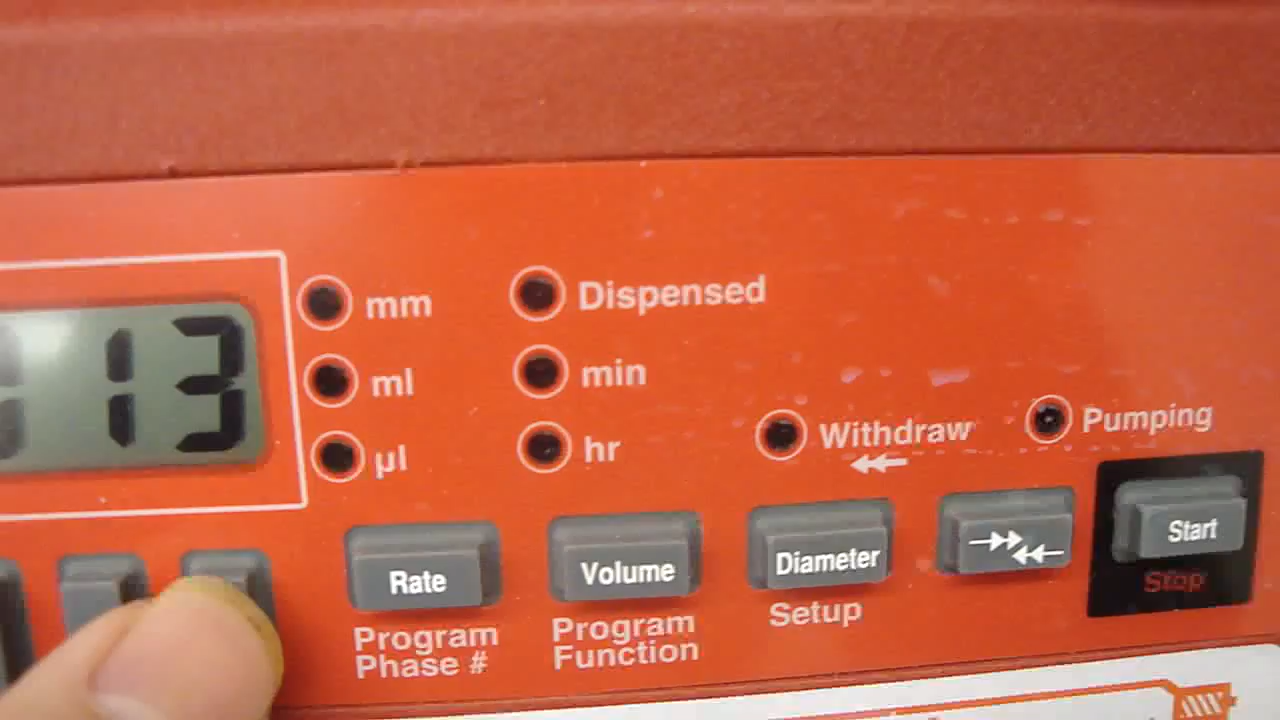 13
mm
Dispensed
ml
min
µl
hr
Withdraw
Pumping
Rate
Volume
Diameter
Start
Stop
Program
Phase #
Program
Function
Setup